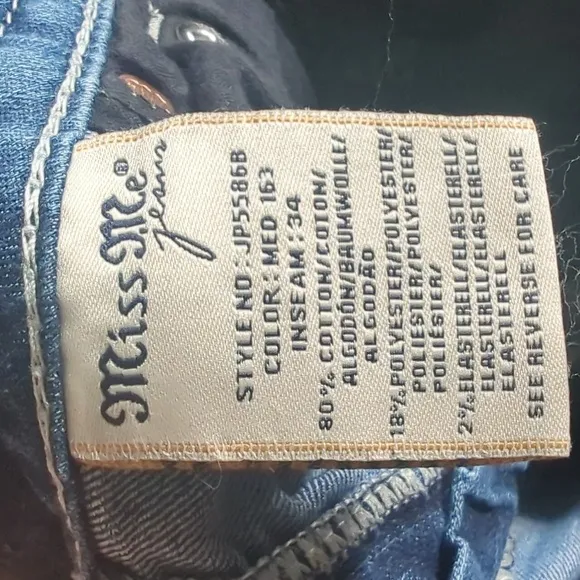 Miss Me®
jeans
STYLE NO:JP5586B
COLOR:MED 163
INSEAM:34
80% COTTON/COTON/
ALGODÓN/BAUMWOLLE/
ALGODÃO
18%POLYESTER/POLYESTER/
POLIESTER/POLYESTER/
POLIÉSTER/
2%ELASTERELL/ELASTERELL/
ELASTERELL/ELASTERELL/
ELASTERELL
SEE REVERSE FOR CARE